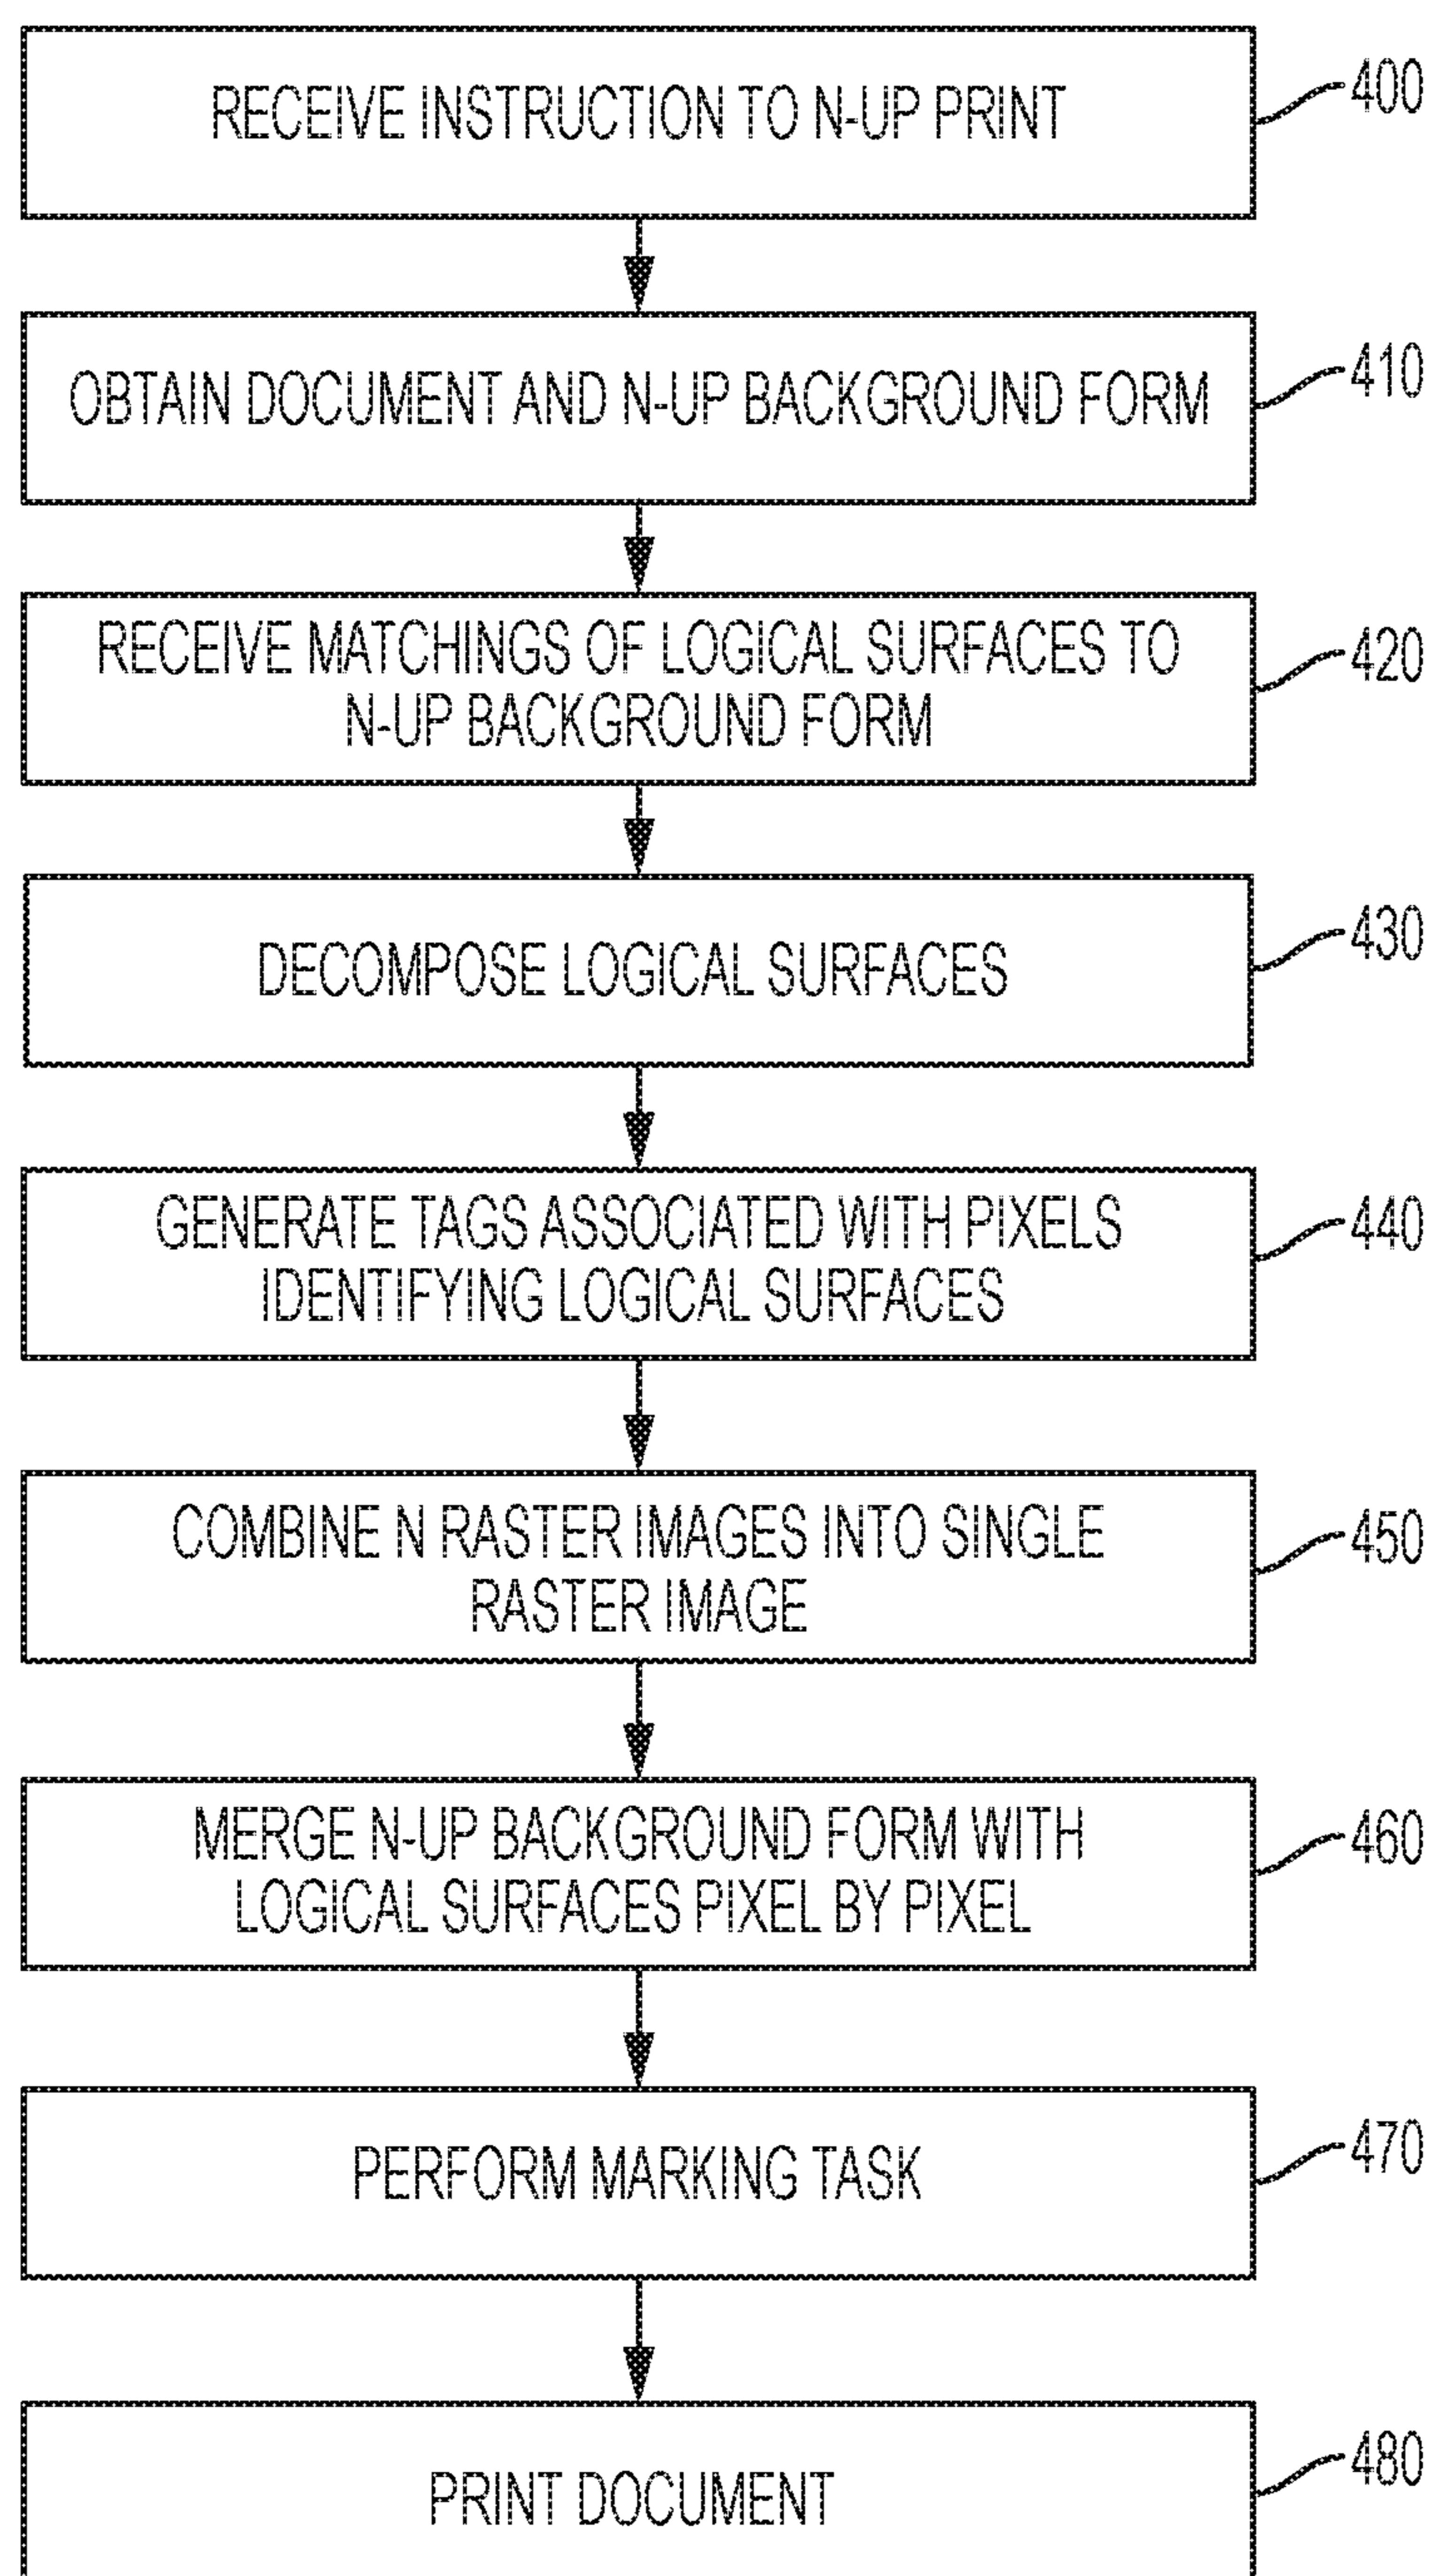 RECEIVE INSTRUCTION TO N-UP PRINT
400
OBTAIN DOCUMENT AND N-UP BACKGROUND FORM
410
RECEIVE MATCHINGS OF LOGICAL SURFACES TO
N-UP BACKGROUND FORM
420
DECOMPOSE LOGICAL SURFACES
430
GENERATE TAGS ASSOCIATED WITH PIXELS
IDENTIFYING LOGICAL SURFACES
440
COMBINE N RASTER IMAGES INTO SINGLE
RASTER IMAGE
450
MERGE N-UP BACKGROUND FORM WITH
LOGICAL SURFACES PIXEL BY PIXEL
460
PERFORM MARKING TASK
470
PRINT DOCUMENT
480